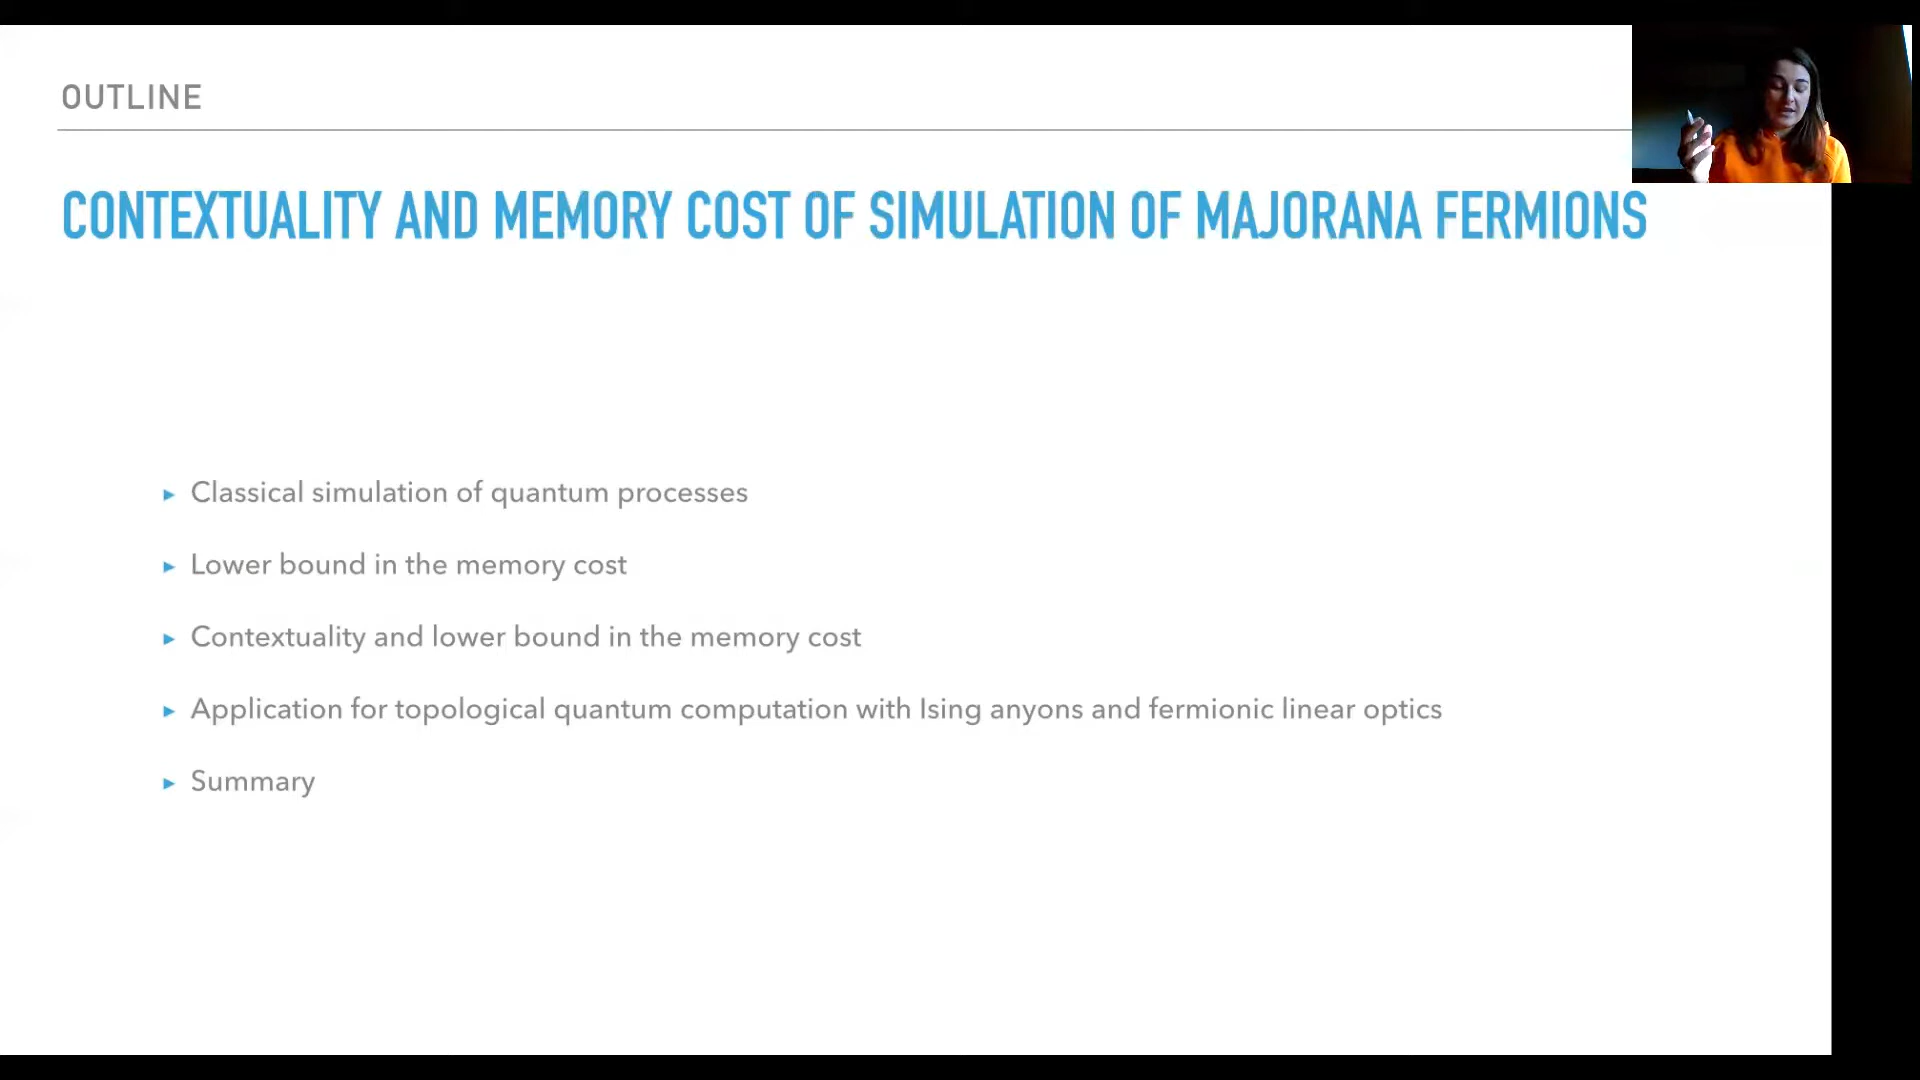 OUTLINE
CONTEXTUALITY AND MEMORY COST OF SIMULATION OF MAJORANA FERMIONS
Classical simulation of quantum processes
Lower bound in the memory cost
Contextuality and lower bound in the memory cost
Application for topological quantum computation with Ising anyons and fermionic linear optics
Summary